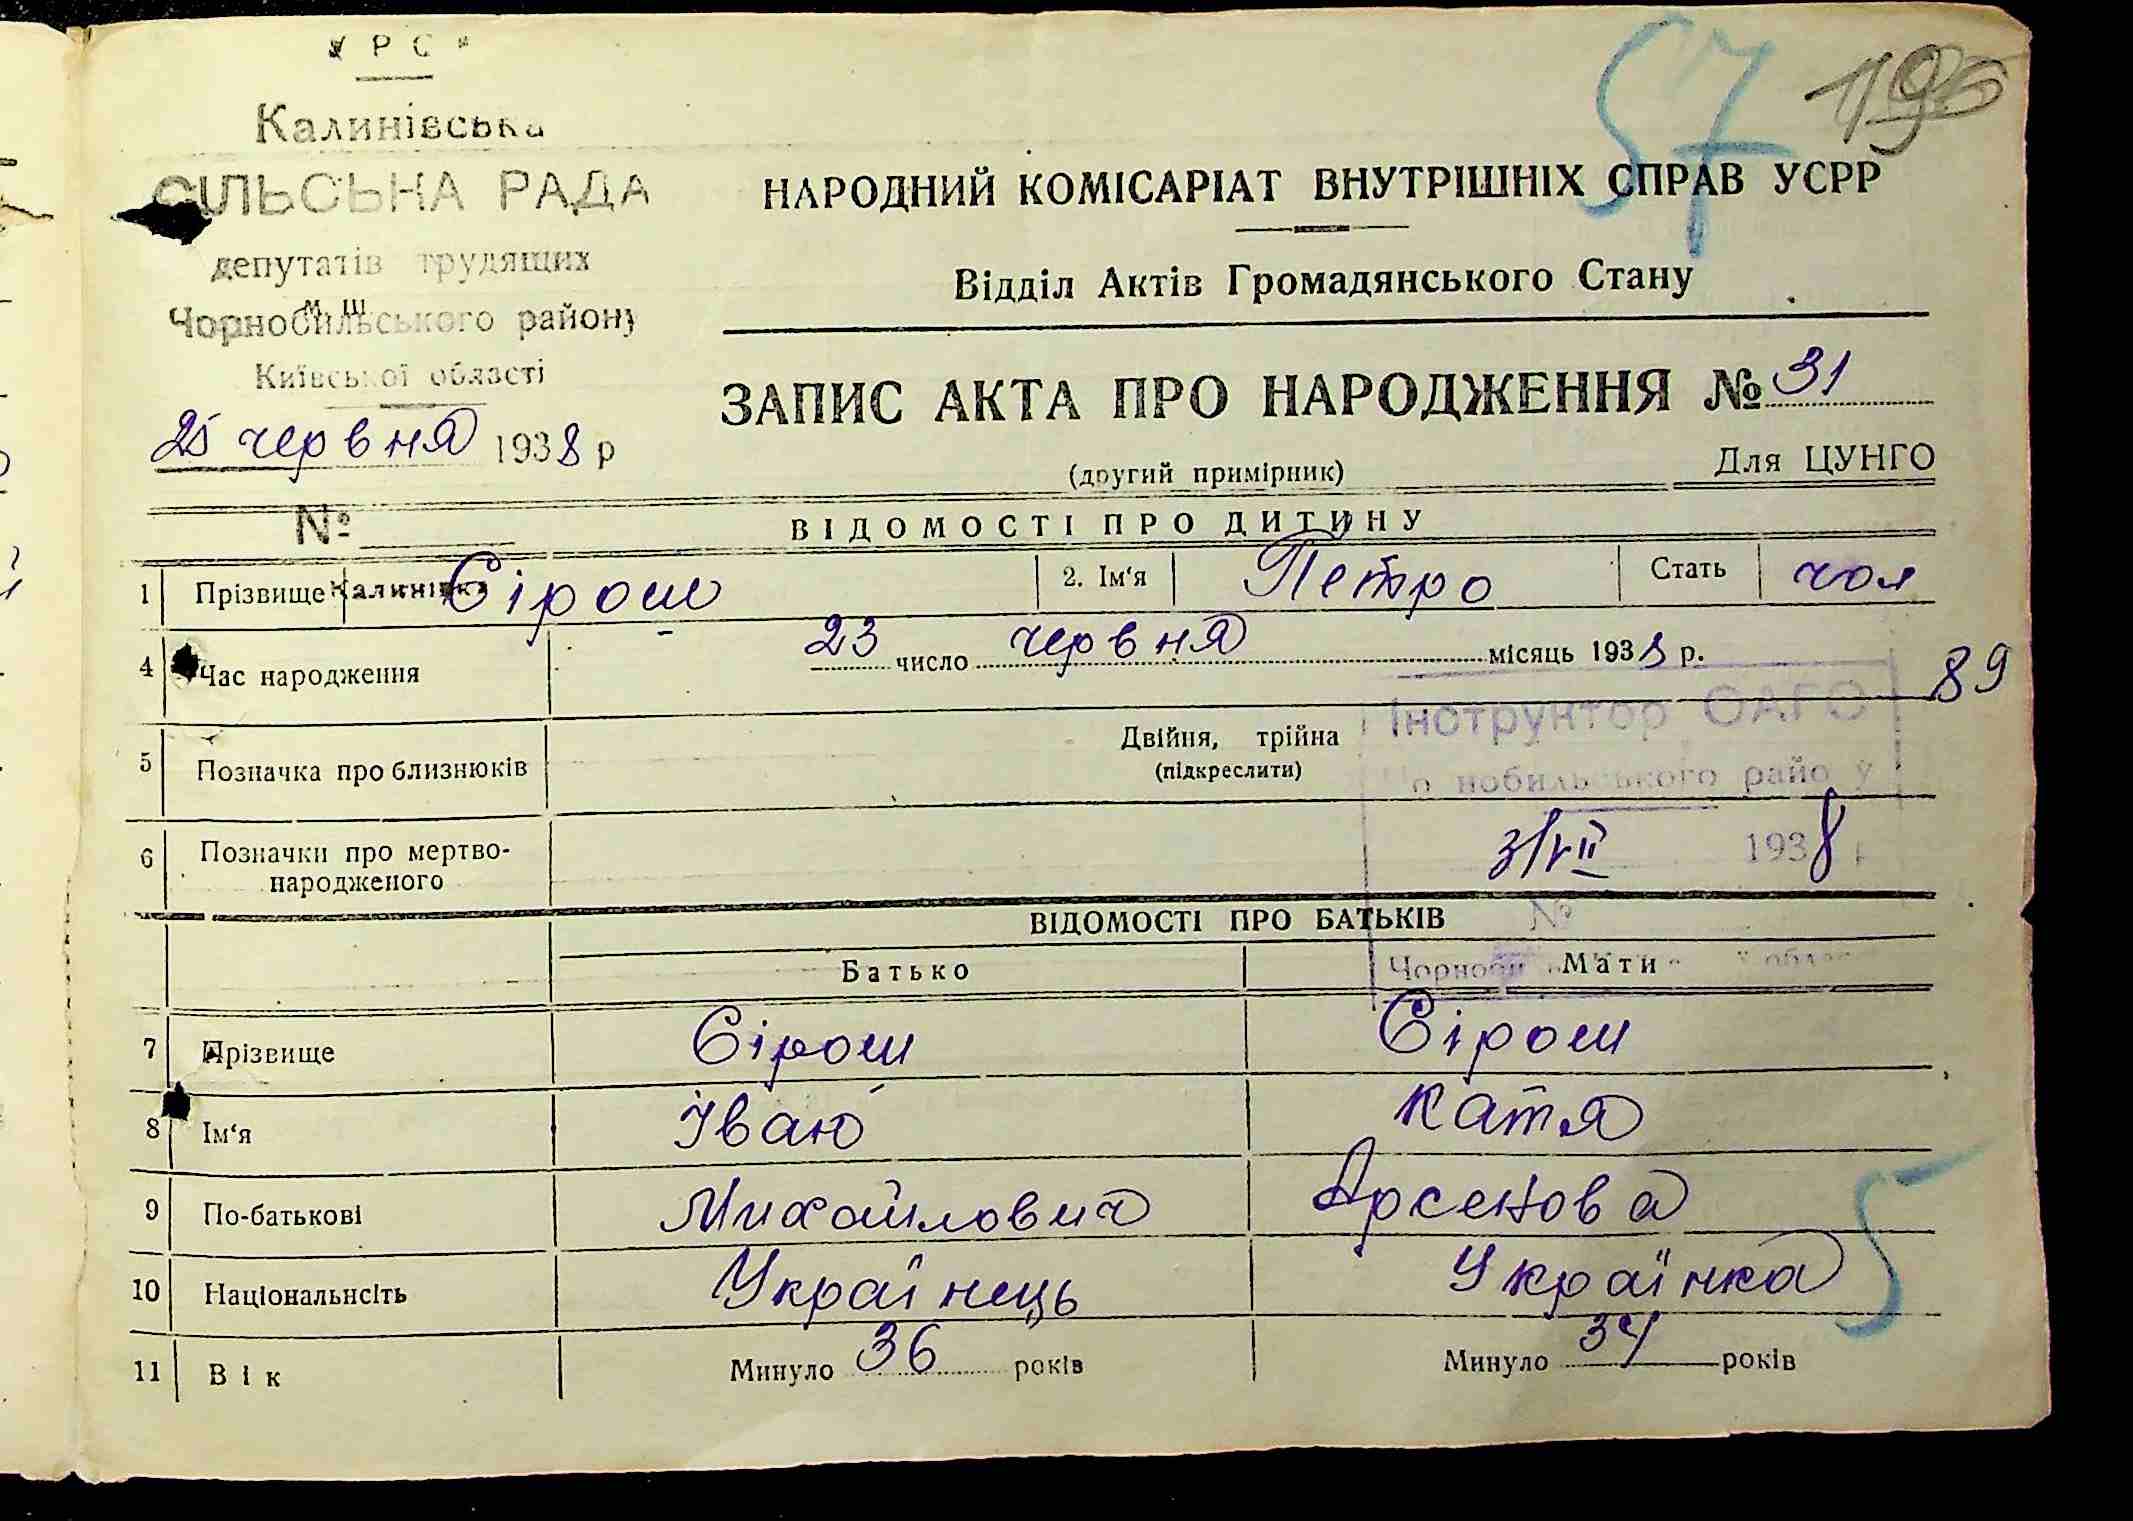 УРС
Калинівська
СІЛЬСЬКА РАДА
депутатів трудящих
Чорнобильського району
Київської області
25 червня 1938 р
№
Калинівка
57
196
НАРОДНИЙ КОМІСАРІАТ ВНУТРІШНІХ СПРАВ УСРР
Відділ Актів Громадянського Стану
ЗАПИС АКТА ПРО НАРОДЖЕННЯ № 31
(другий примірник)
Для ЦУНГО
ВІДОМОСТІ ПРО ДИТИНУ
1 Прізвище Сірош 2. Ім'я Петро Стать чол
4 Час народження 23 число червня місяць 1938 р.
89
5 Позначка про близнюків Двійня, трійна
(підкреслити)
Інструктор ОАГС
Чорнобильського району
3/VII 1938 р
№
6 Позначки про мертво-
народженого
ВІДОМОСТІ ПРО БАТЬКІВ
Батько Мати
7 Прізвище Сірош Сірош
8 Ім'я Іван Катя
9 По-батькові Михайлович Арсенова
10 Національнсіть Українець Українка
5
11 Вік Минуло 36 років Минуло 34 років